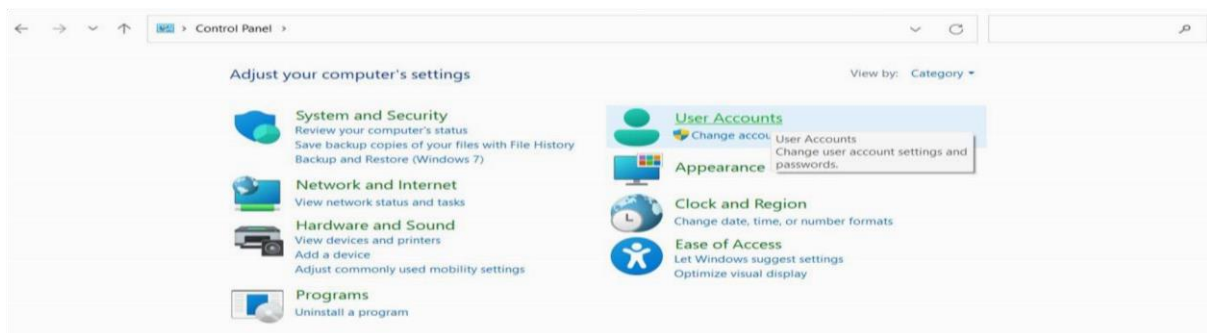 Control Panel
Adjust your computer's settings
View by: Category
System and Security
Review your computer's status
Save backup copies of your files with File History
Backup and Restore (Windows 7)
Network and Internet
View network status and tasks
Hardware and Sound
View devices and printers
Add a device
Adjust commonly used mobility settings
Programs
Uninstall a program
User Accounts
Change accou
User Accounts
Change user account settings and
passwords.
Appearance
Clock and Region
Change date, time, or number formats
Ease of Access
Let Windows suggest settings
Optimize visual display